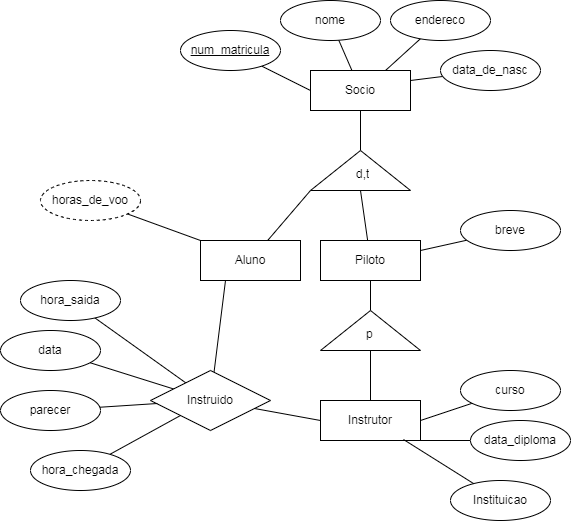 nome
endereco
num_matricula
data_de_nasc
Socio
d,t
horas_de_voo
breve
Aluno
Piloto
hora_saida
p
data
curso
Instruido
parecer
Instrutor
data_diploma
hora_chegada
Instituicao